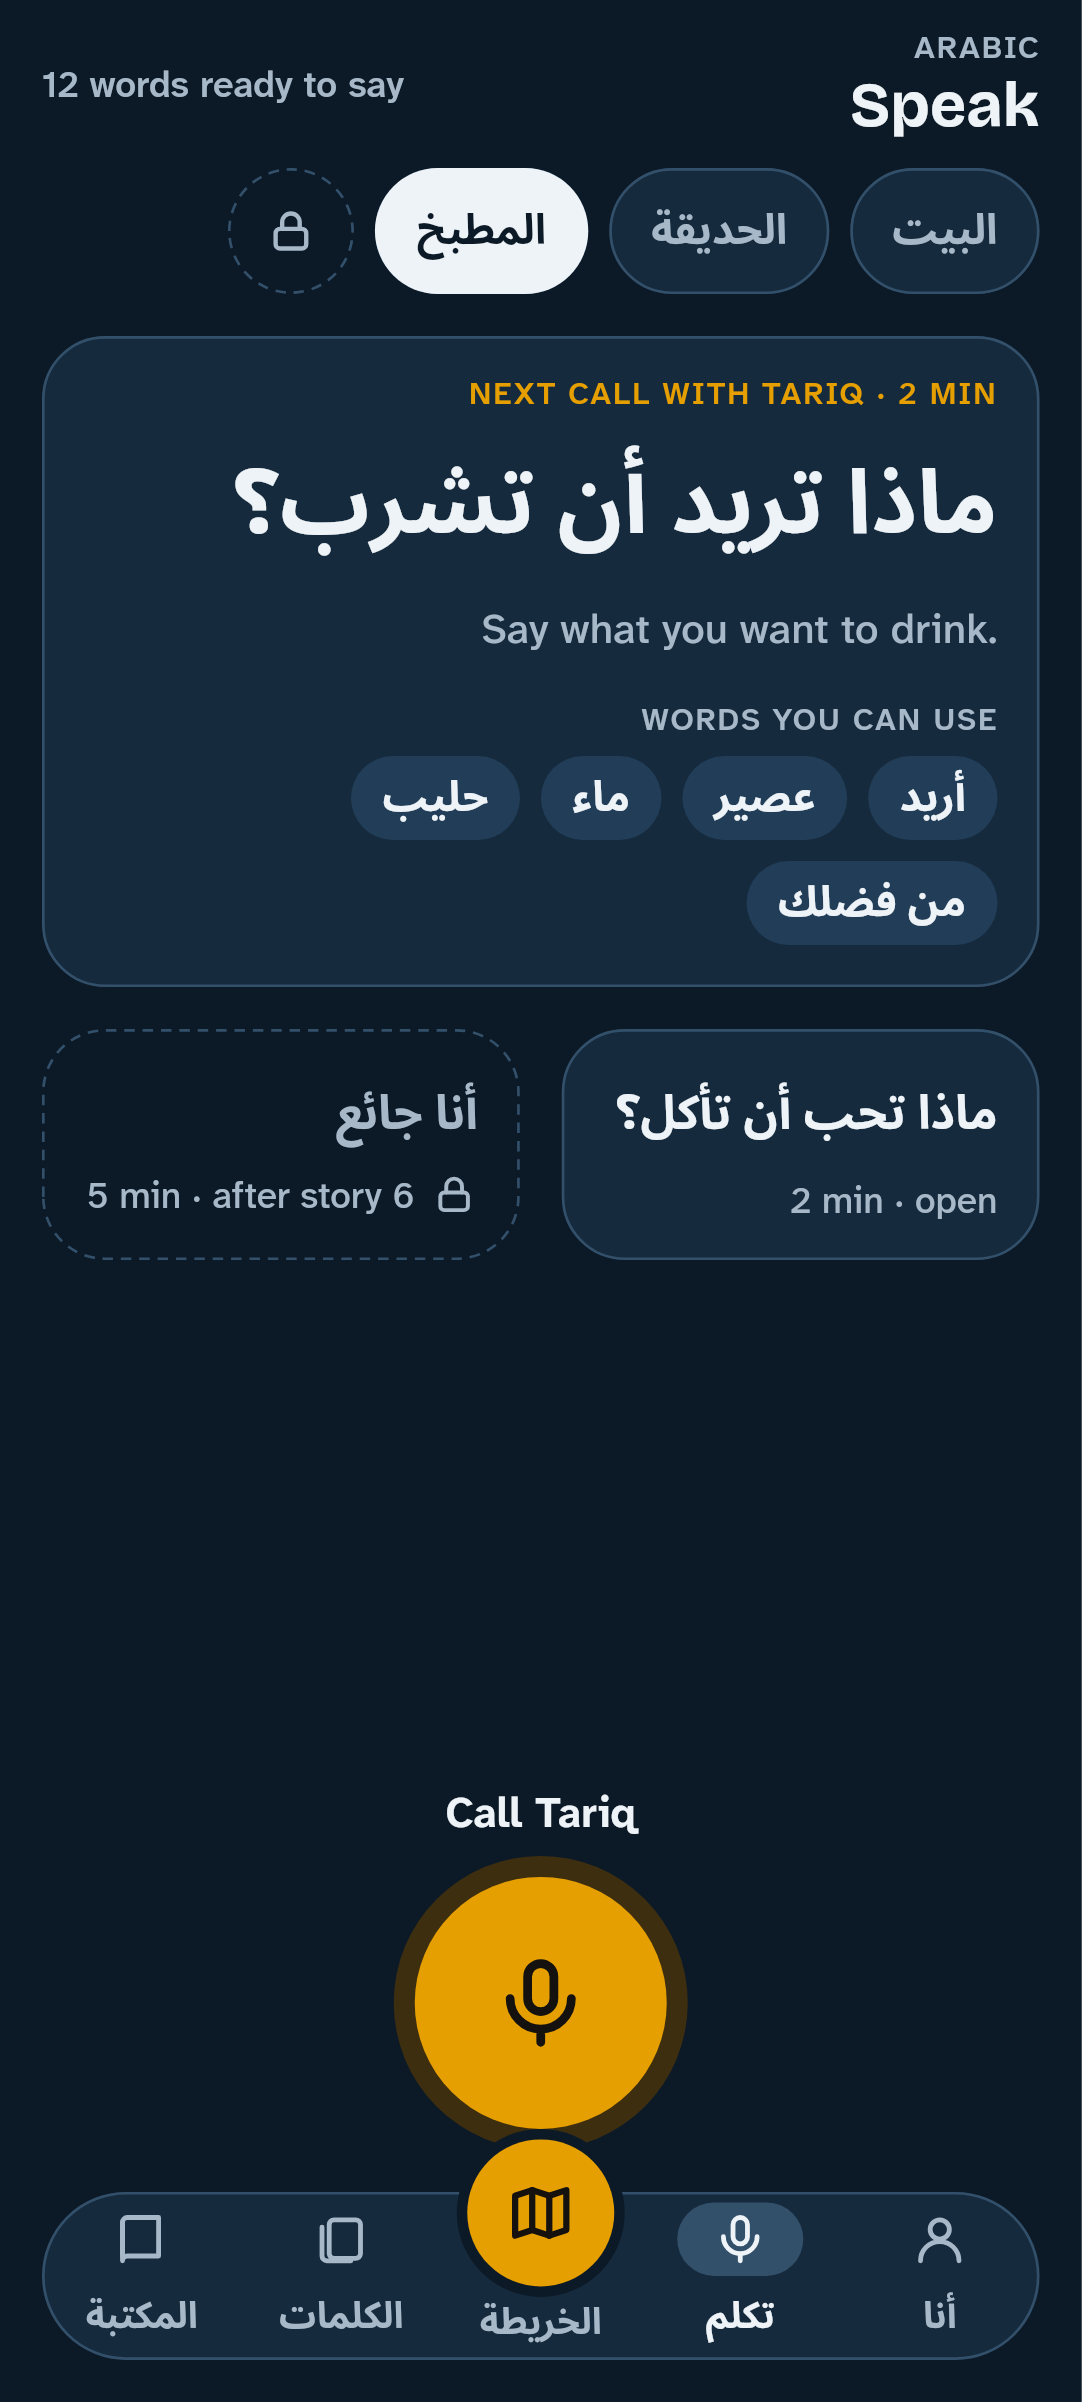 ARABIC
Speak
12 words ready to say
البيت
الحديقة
المطبخ
NEXT CALL WITH TARIQ · 2 MIN
ماذا تريد أن تشرب؟
Say what you want to drink.
WORDS YOU CAN USE
أريد
عصير
ماء
حليب
من فضلك
ماذا تحب أن تأكل؟
2 min · open
أنا جائع
5 min · after story 6
Call Tariq
أنا
تكلم
الخريطة
الكلمات
المكتبة